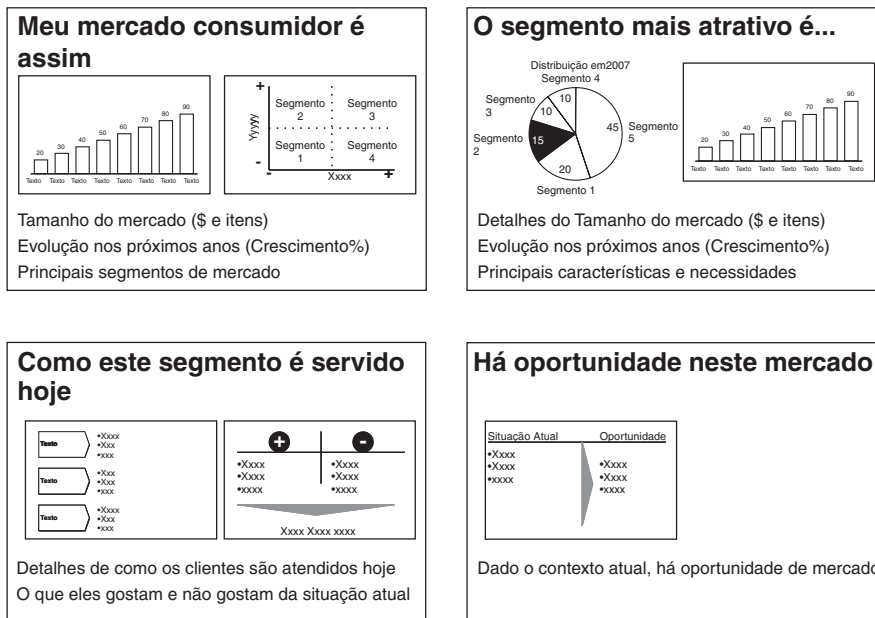 Meu mercado consumidor é
assim
20
30
40
50
60
70
80
90
Texto Texto Texto Texto Texto Texto Texto Texto
+
Yyyyy
-
Segmento
2
Segmento
3
Segmento
1
Segmento
4
-
Xxxx
+
Tamanho do mercado ($ e itens)
Evolução nos próximos anos (Crescimento%)
Principais segmentos de mercado
O segmento mais atrativo é...
Distribuição em2007
Segmento 4
Segmento
3
Segmento
2
10
10
15
20
45
Segmento
5
Segmento 1
20
30
40
50
60
70
80
90
Texto Texto Texto Texto Texto Texto Texto Texto
Detalhes do Tamanho do mercado ($ e itens)
Evolução nos próximos anos (Crescimento%)
Principais características e necessidades
Como este segmento é servido
hoje
Texto
•Xxxx
•Xxx
•xxx
Texto
•Xxx
•Xxx
•xxx
Texto
•Xxxx
•Xxx
•xxx
+
-
•Xxxx
•Xxxx
•xxxx
•Xxxx
•Xxxx
•xxxx
Xxxx Xxxx xxxx
Detalhes de como os clientes são atendidos hoje
O que eles gostam e não gostam da situação atual
Há oportunidade neste mercado
Situação Atual
Oportunidade
•Xxxx
•Xxxx
•xxxx
•Xxxx
•Xxxx
•xxxx
Dado o contexto atual, há oportunidade de mercado